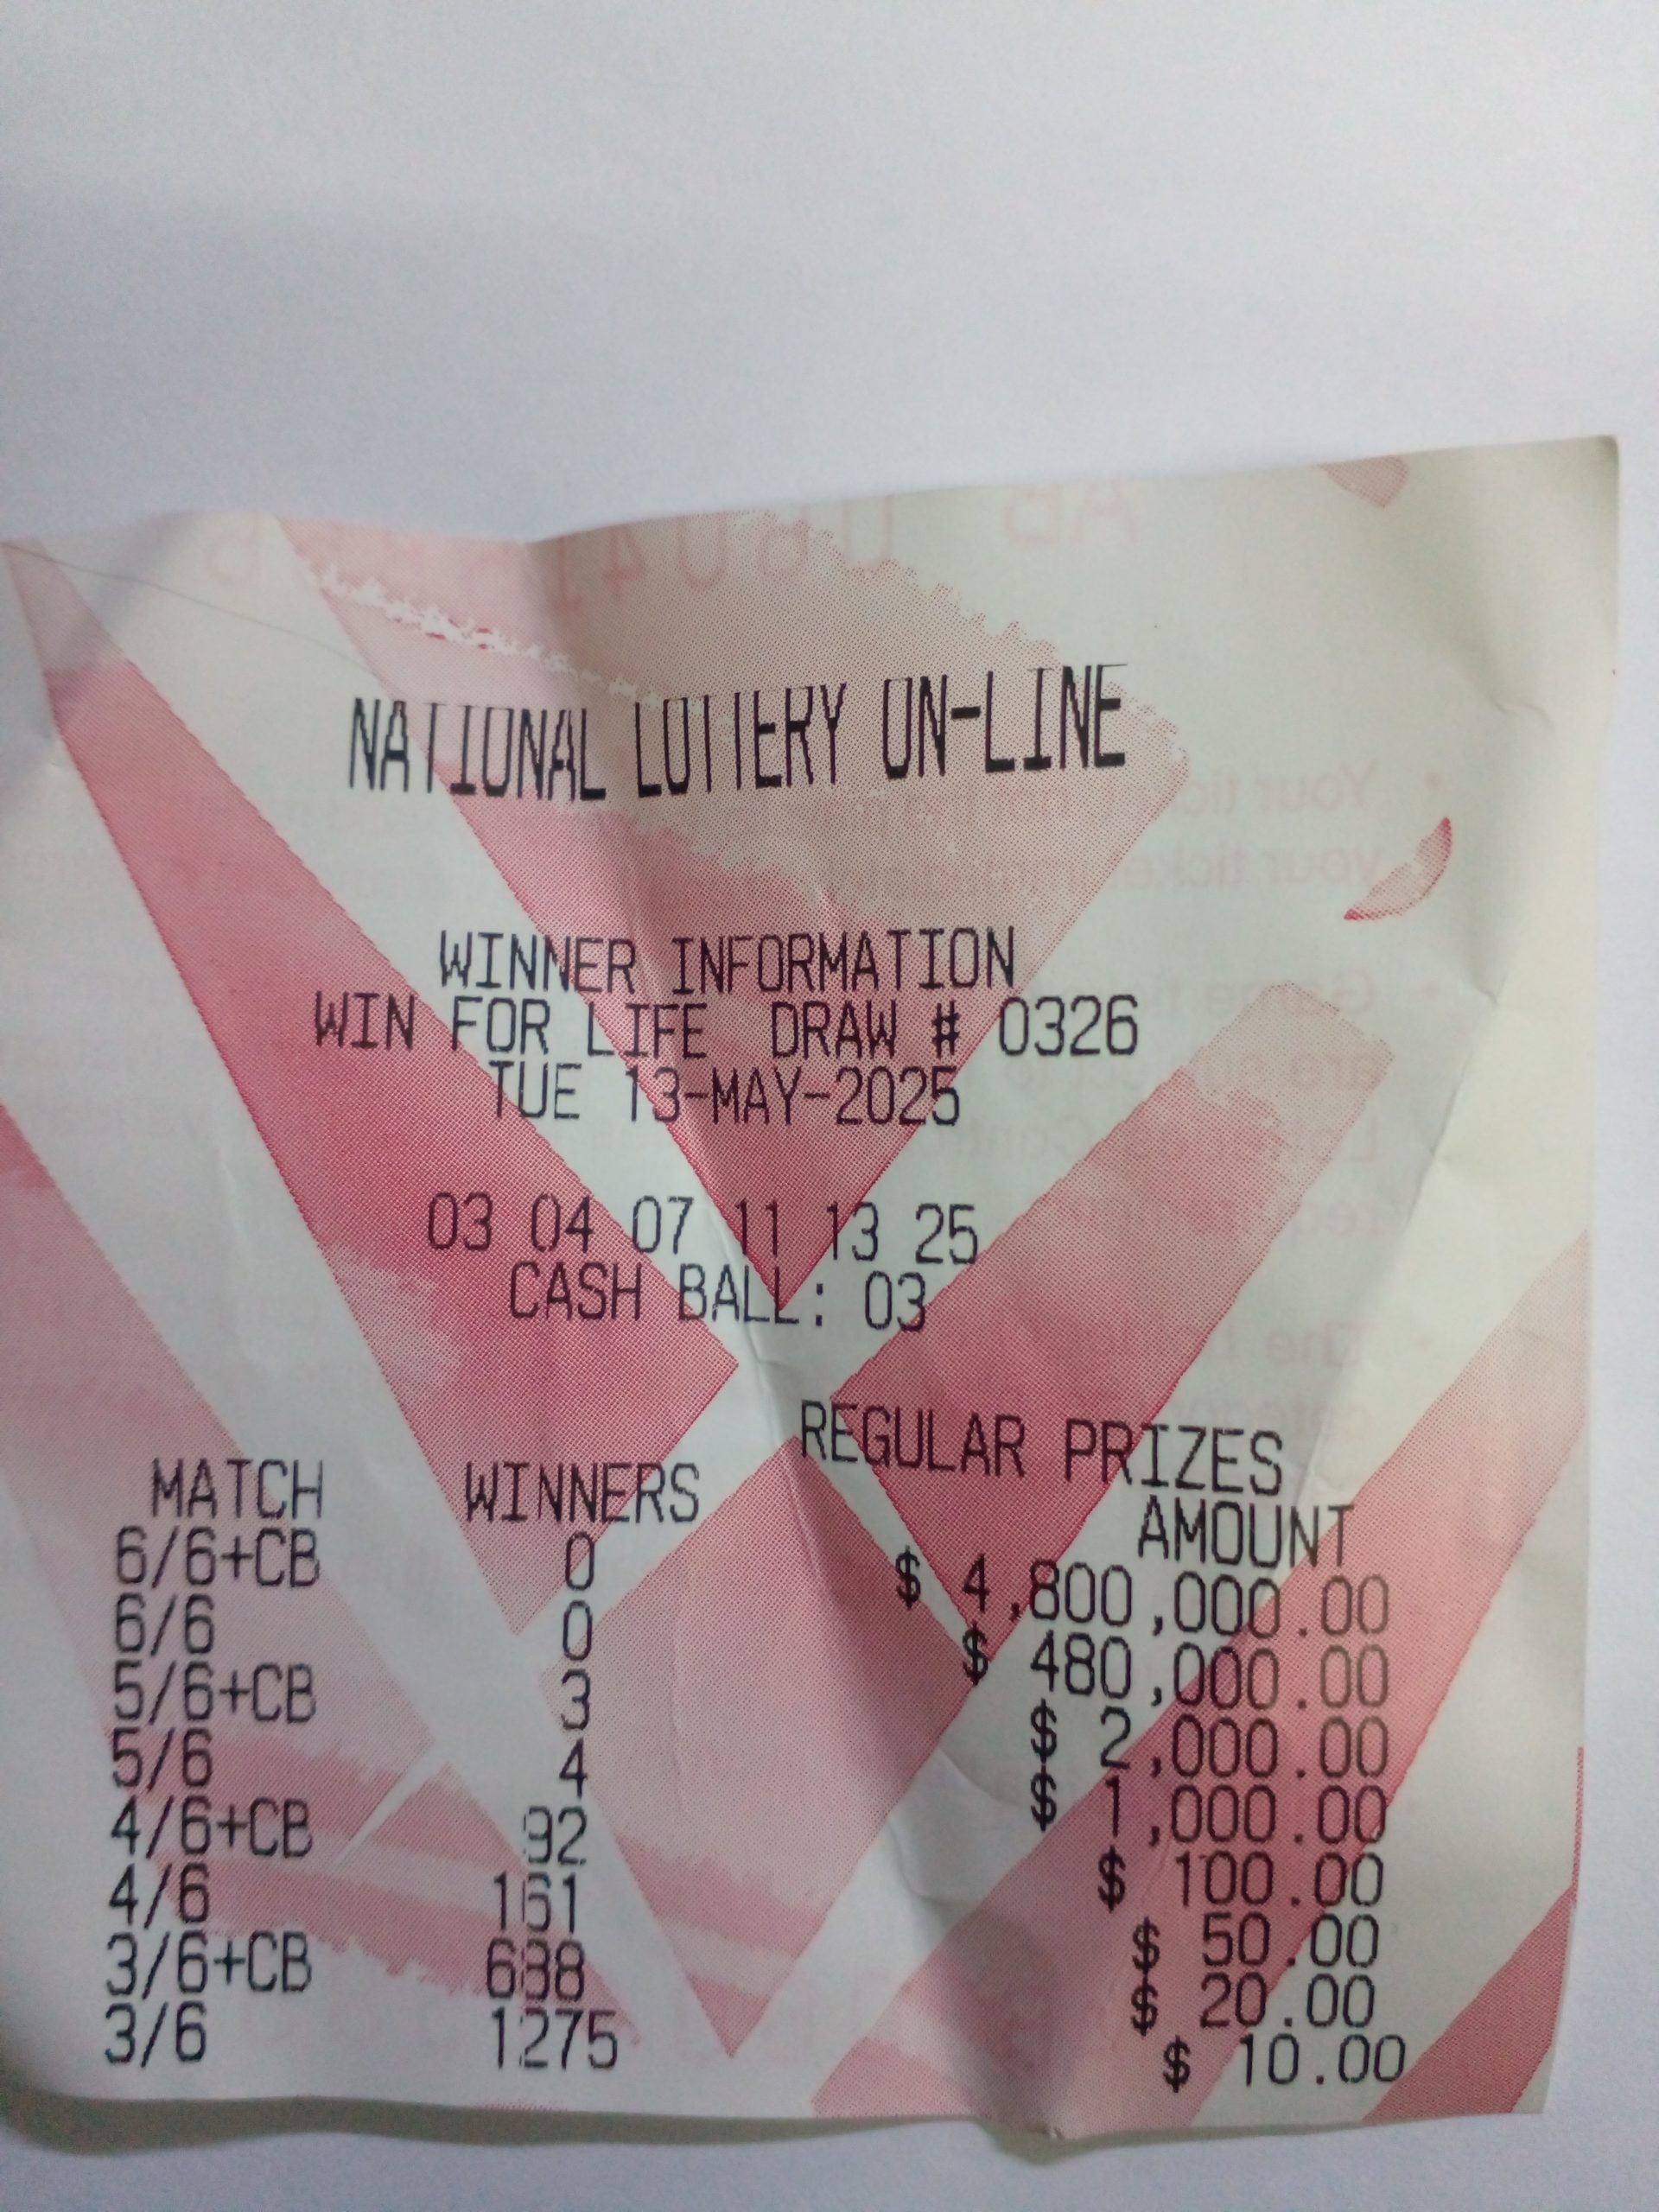 NATIONAL LOTTERY ON-LINE
WINNER INFORMATION
WIN FOR LIFE DRAW # 0326
TUE 13-MAY-2025
03 04 07 11 13 25
CASH BALL: 03
REGULAR PRIZES
MATCH WINNERS AMOUNT
6/6+CB 0 $ 4,800,000.00
6/6 0 $ 480,000.00
5/6+CB 3 $ 2,000.00
5/6 4 $ 1,000.00
4/6+CB $ 100.00
4/6 161 $ 50.00
3/6+CB $ 20.00
3/6 1275 $ 10.00